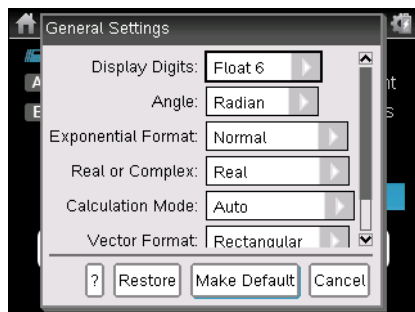 General Settings
Display Digits: Float 6
Angle: Radian
Exponential Format: Normal
Real or Complex: Real
Calculation Mode: Auto
Vector Format: Rectangular
? Restore Make Default Cancel